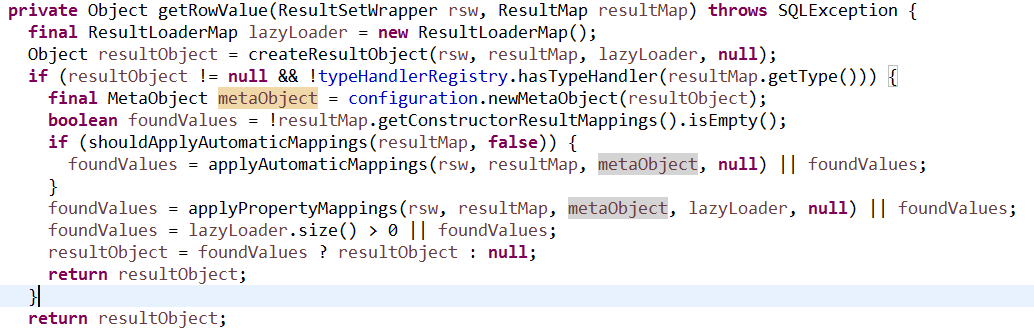 private Object getRowValue(ResultSetWrapper rsw, ResultMap resultMap) throws SQLException {
  final ResultLoaderMap lazyLoader = new ResultLoaderMap();
  Object resultObject = createResultObject(rsw, resultMap, lazyLoader, null);
  if (resultObject != null && !typeHandlerRegistry.hasTypeHandler(resultMap.getType())) {
    final MetaObject metaObject = configuration.newMetaObject(resultObject);
    boolean foundValues = !resultMap.getConstructorResultMappings().isEmpty();
    if (shouldApplyAutomaticMappings(resultMap, false)) {
      foundValues = applyAutomaticMappings(rsw, resultMap, metaObject, null) || foundValues;
    }
    foundValues = applyPropertyMappings(rsw, resultMap, metaObject, lazyLoader, null) || foundValues;
    foundValues = lazyLoader.size() > 0 || foundValues;
    resultObject = foundValues ? resultObject : null;
    return resultObject;
  }
  return resultObject;